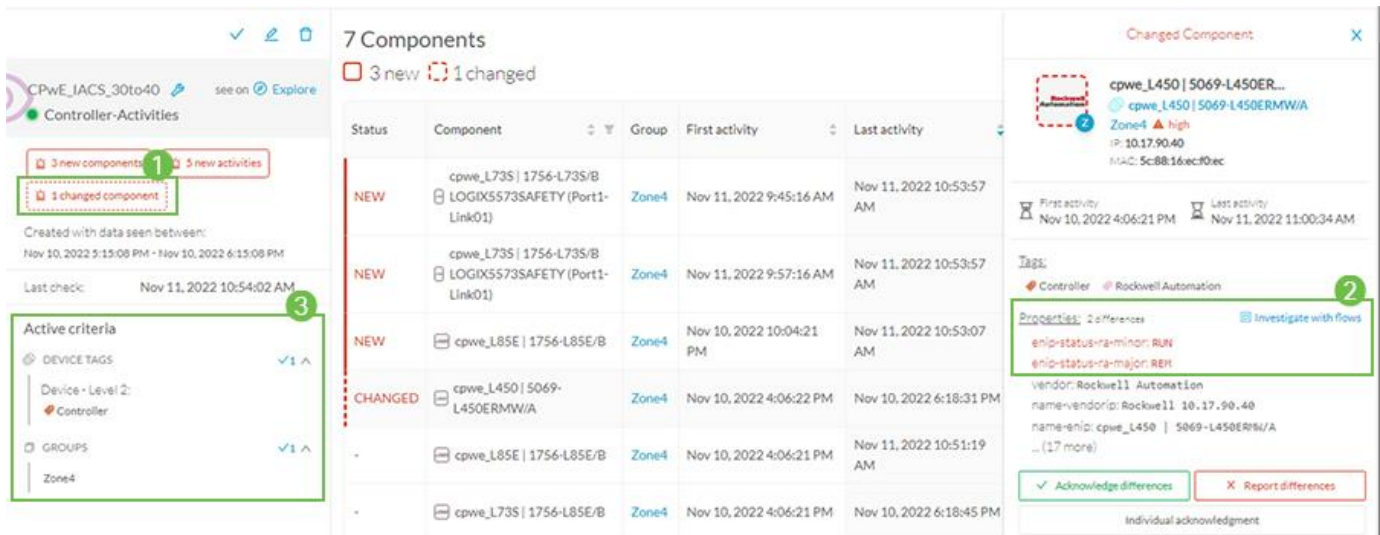 CPwE_IACS_30to40
see on Explore
Controller-Activities
3 new components
5 new activities
1
1 changed component
Created with data seen between:
Nov 10, 2022 5:15:08 PM - Nov 10, 2022 6:15:08 PM
Last check: Nov 11, 2022 10:54:02 AM
3
Active criteria
DEVICE TAGS ✓1
Device - Level 2:
Controller
GROUPS ✓1
Zone4
7 Components
3 new 1 changed
Status Component Group First activity Last activity
NEW
cpwe_L73S | 1756-L73S/B
LOGIX5573SAFETY (Port1-
Link01)
Zone4
Nov 11, 2022 9:45:16 AM
Nov 11, 2022 10:53:57
AM
NEW
cpwe_L73S | 1756-L73S/B
LOGIX5573SAFETY (Port1-
Link01)
Zone4
Nov 11, 2022 9:57:16 AM
Nov 11, 2022 10:53:57
AM
NEW
cpwe_L85E | 1756-L85E/B
Zone4
Nov 10, 2022 10:04:21
PM
Nov 11, 2022 10:53:07
AM
CHANGED
cpwe_L450 | 5069-
L450ERMW/A
Zone4
Nov 10, 2022 4:06:22 PM
Nov 10, 2022 6:18:31 PM
-
cpwe_L85E | 1756-L85E/B
Zone4
Nov 10, 2022 4:06:21 PM
Nov 11, 2022 10:51:19
AM
-
cpwe_L73S | 1756-L85E/B
Zone4
Nov 10, 2022 4:06:21 PM
Nov 10, 2022 6:18:45 PM
Changed Component
Rockwell
Automation
Z
cpwe_L450 | 5069-L450ER...
cpwe_L450 | 5069-L450ERMW/A
Zone4 high
IP: 10.17.90.40
MAC: 5c:88:16:ec:f0:ec
First activity
Nov 10, 2022 4:06:21 PM
Last activity
Nov 11, 2022 11:00:34 AM
Tags:
Controller Rockwell Automation
2
Properties: 2 differences
Investigate with flows
enip-status-ra-minor: RUN
enip-status-ra-major: REM
vendor: Rockwell Automation
name-vendorip: Rockwell 10.17.90.40
name-enip: cpwe_L450 | 5069-L450ERMW/A
... (17 more)
✓ Acknowledge differences
X Report differences
Individual acknowledgment